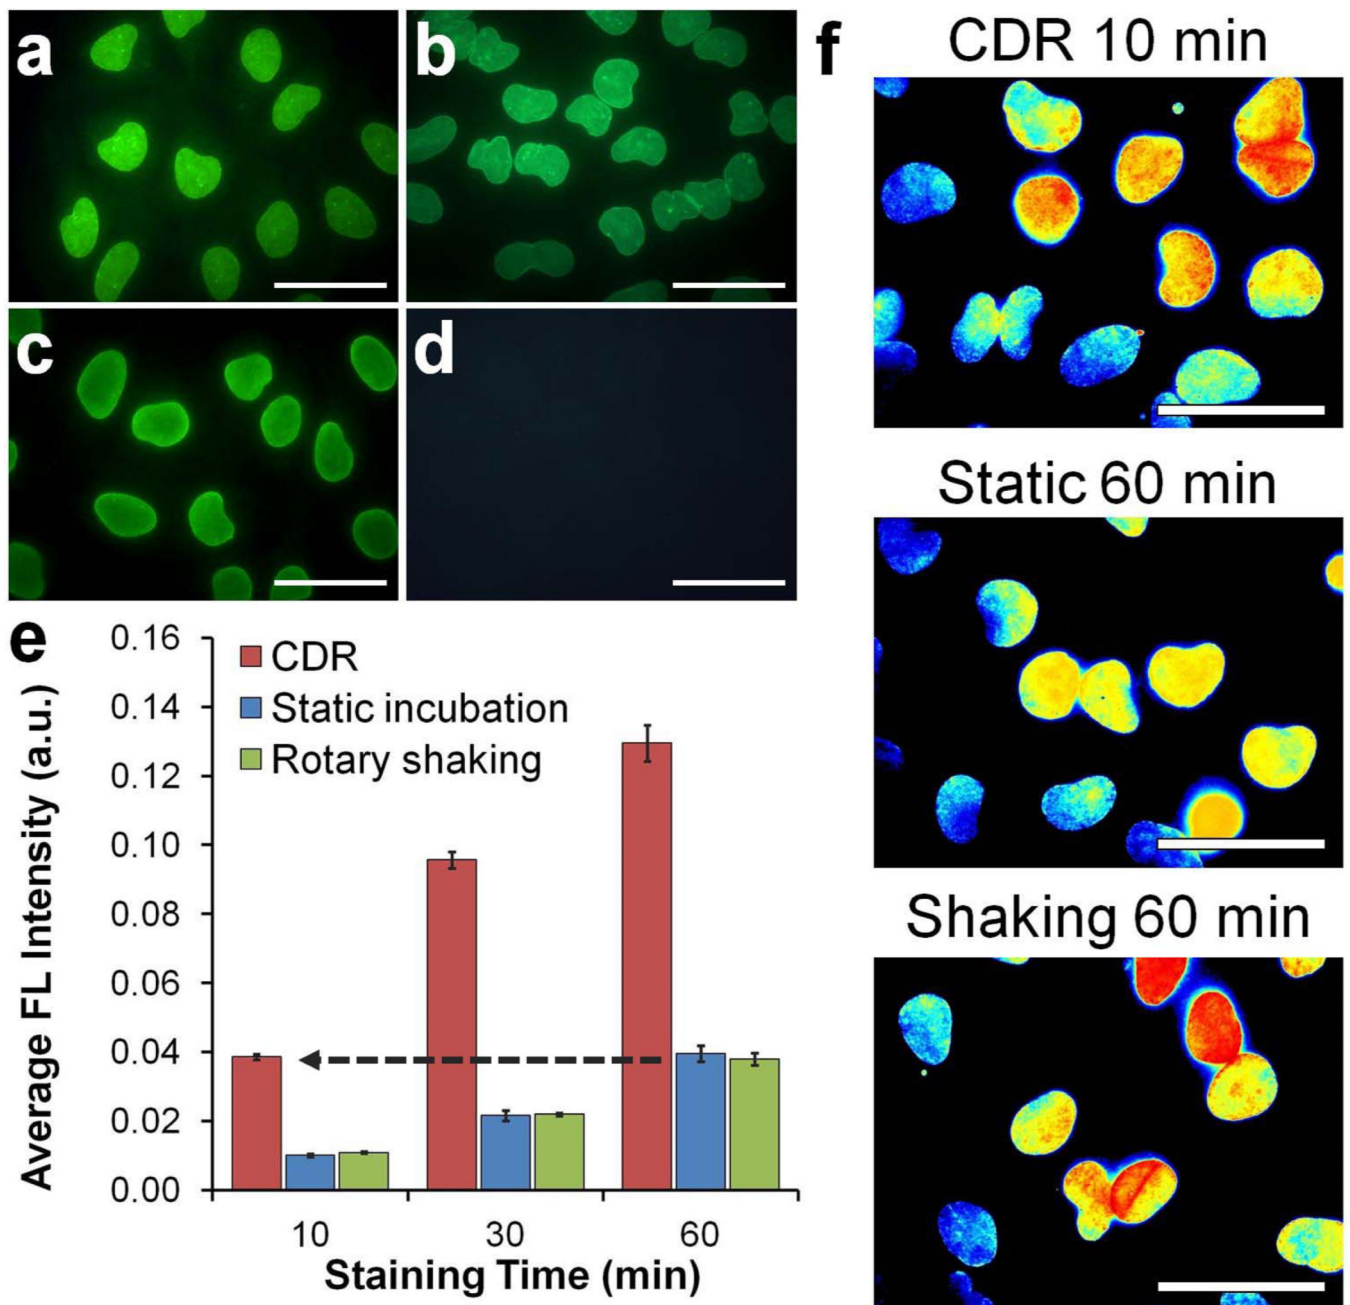 a
b
c
d
e
0.16
0.14
0.12
0.10
0.08
0.06
0.04
0.02
0.00
Average FL Intensity (a.u.)
CDR
Static incubation
Rotary shaking
10 30 60
Staining Time (min)
f
CDR 10 min
Static 60 min
Shaking 60 min